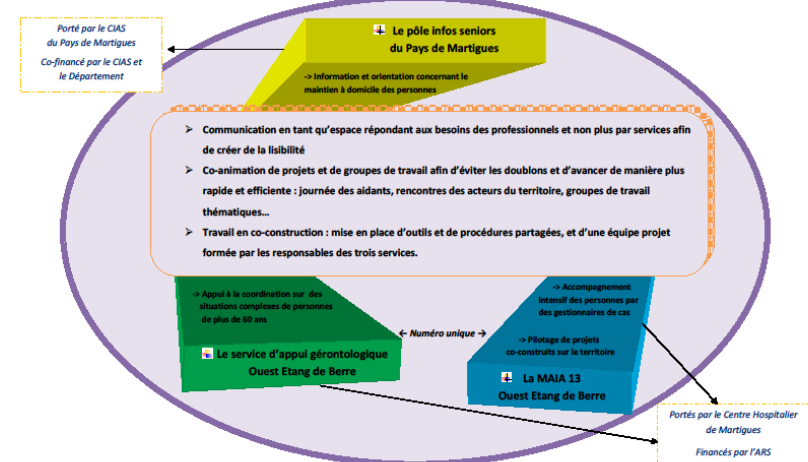 Porté par le CIAS
du Pays de Martigues
Co-financé par le CIAS et
le Département
Le pôle infos seniors
du Pays de Martigues
-> Information et orientation concernant le
maintien à domicile des personnes
➢ Communication en tant qu'espace répondant aux besoins des professionnels et non plus par services afin
de créer de la lisibilité
➢ Co-animation de projets et de groupes de travail afin d'éviter les doublons et d'avancer de manière plus
rapide et efficiente : journée des aidants, rencontres des acteurs du territoire, groupes de travail
thématiques...
➢ Travail en co-construction : mise en place d'outils et de procédures partagées, et d'une équipe projet
formée par les responsables des trois services.
-> Appui à la coordination sur des
situations complexes de personnes
de plus de 60 ans
Le service d'appui gérontologique
Ouest Etang de Berre
← Numéro unique →
-> Accompagnement
intensif des personnes par
des gestionnaires de cas
-> Pilotage de projets
co-construits sur le territoire
La MAIA 13
Ouest Etang de Berre
Portés par le Centre Hospitalier
de Martigues
Financés par l'ARS